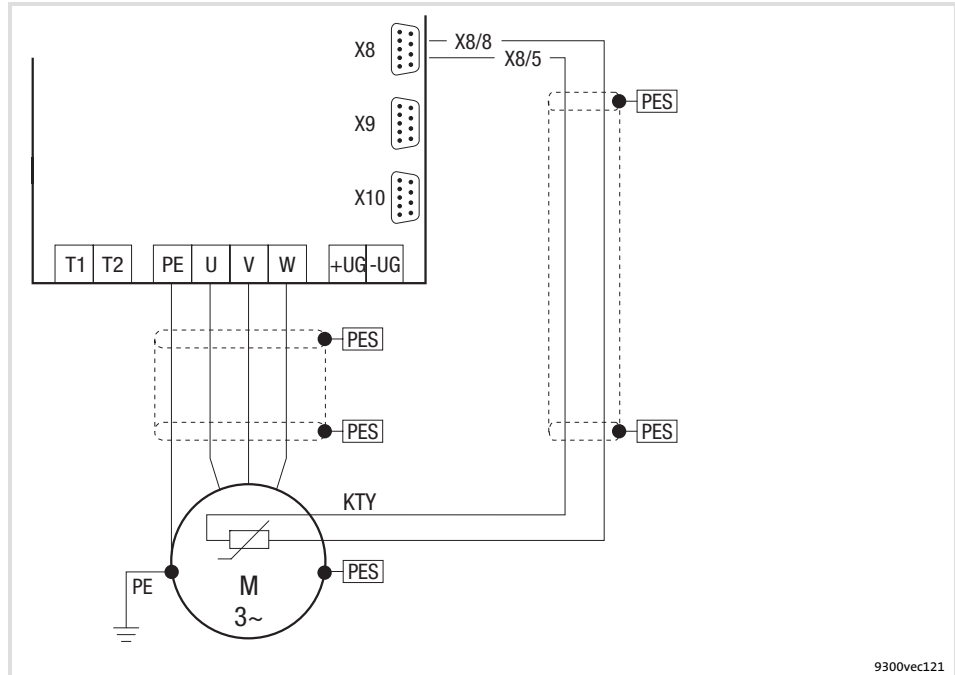 X8
X8/8
X8/5
PES
X9
X10
T1 T2 PE U V W +UG -UG
PES
PES
PES
KTY
PES
PE
M
3~
9300vec121